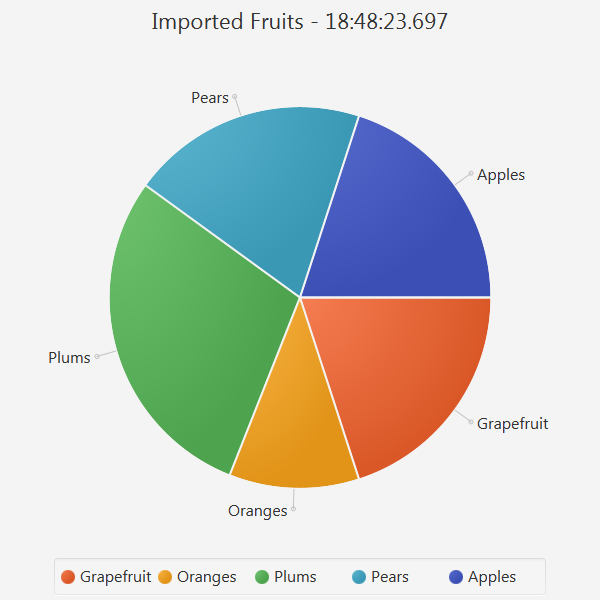 Imported Fruits - 18:48:23.697
Pears
Apples
Plums
Grapefruit
Oranges
Grapefruit Oranges Plums Pears Apples